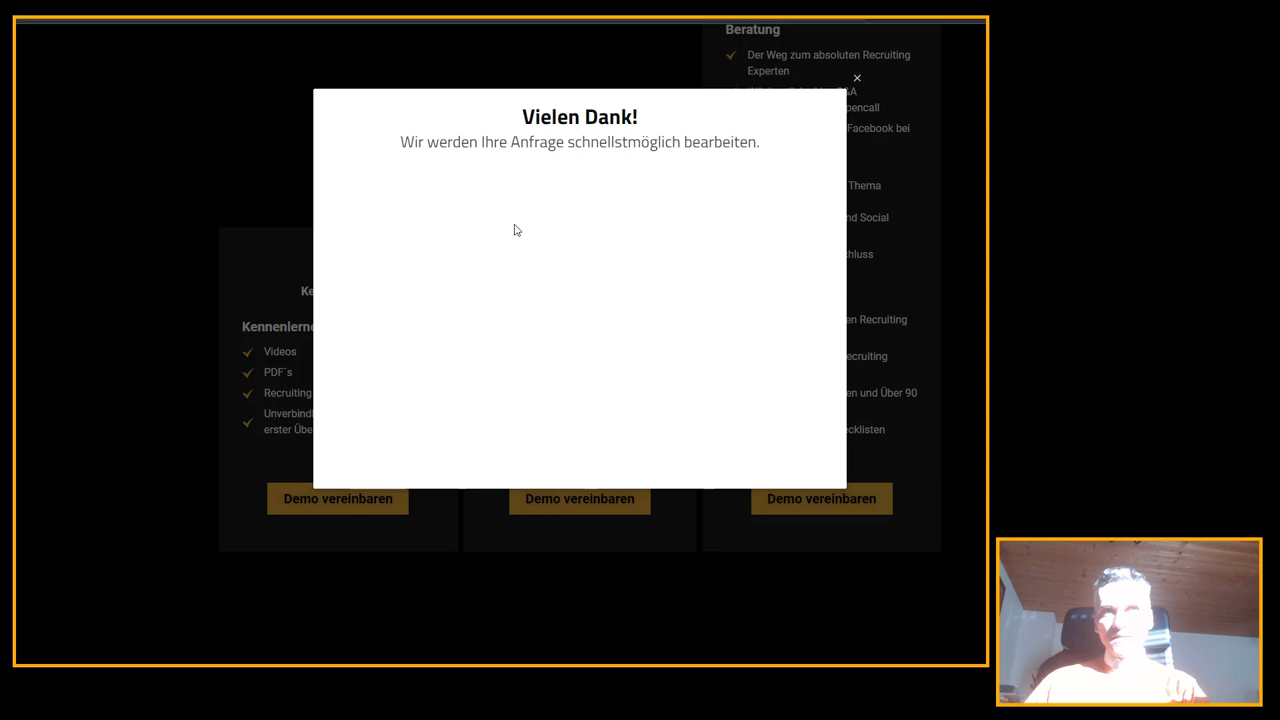 Beratung
Der Weg zum absoluten Recruiting
Experten
Vielen Dank!
Wir werden Ihre Anfrage schnellstmöglich bearbeiten.
pencall
Facebook bei
Thema
nd Social
hluss
en Recruiting
ecruiting
en und Über 90
ecklisten
Ke
Kennenlerne
Videos
PDF´s
Recruiting
Unverbindl
erster Übe
Demo vereinbaren
Demo vereinbaren
Demo vereinbaren